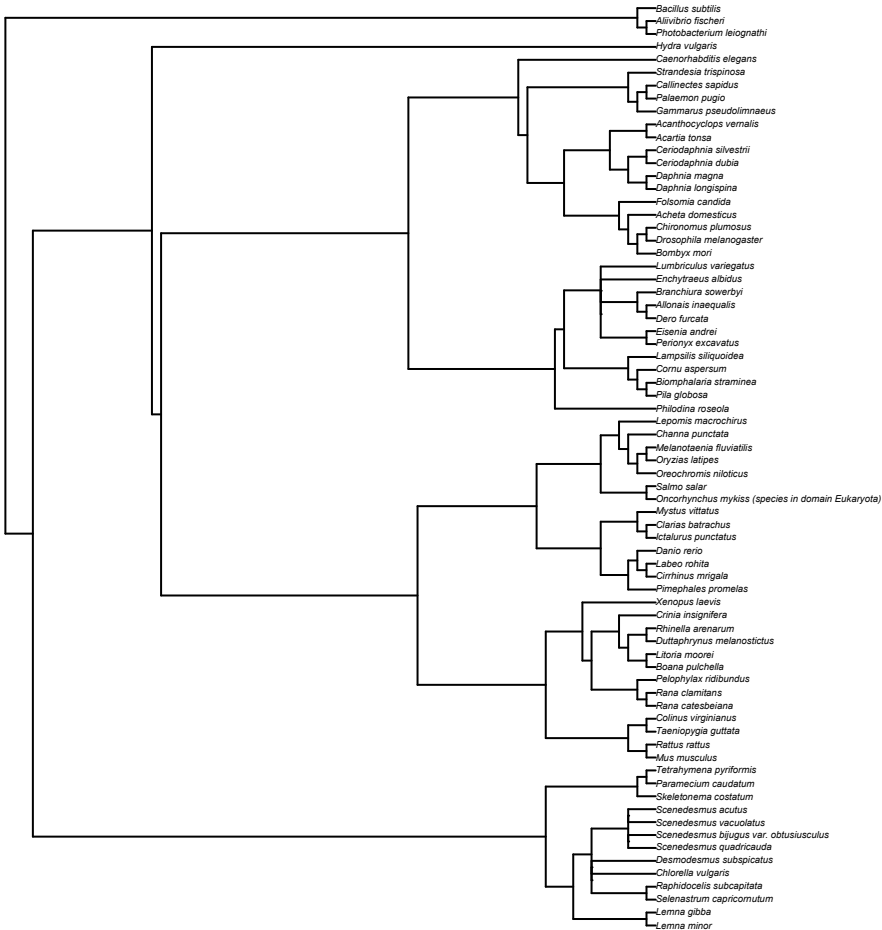 Bacillus subtilis
Aliivibrio fischeri
Photobacterium leiognathi
Hydra vulgaris
Caenorhabditis elegans
Strandesia trispinosa
Callinectes sapidus
Palaemon pugio
Gammarus pseudolimnaeus
Acanthocyclops vernalis
Acartia tonsa
Ceriodaphnia silvestrii
Ceriodaphnia dubia
Daphnia magna
Daphnia longispina
Folsomia candida
Acheta domesticus
Chironomus plumosus
Drosophila melanogaster
Bombyx mori
Lumbriculus variegatus
Enchytraeus albidus
Branchiura sowerbyi
Allonais inaequalis
Dero furcata
Eisenia andrei
Perionyx excavatus
Lampsilis siliquoidea
Cornu aspersum
Biomphalaria straminea
Pila globosa
Philodina roseola
Lepomis macrochirus
Channa punctata
Melanotaenia fluviatilis
Oryzias latipes
Oreochromis niloticus
Salmo salar
Oncorhynchus mykiss (species in domain Eukaryota)
Mystus vittatus
Clarias batrachus
Ictalurus punctatus
Danio rerio
Labeo rohita
Cirrhinus mrigala
Pimephales promelas
Xenopus laevis
Crinia insignifera
Rhinella arenarum
Duttaphrynus melanostictus
Litoria moorei
Boana pulchella
Pelophylax ridibundus
Rana clamitans
Rana catesbeiana
Colinus virginianus
Taeniopygia guttata
Rattus rattus
Mus musculus
Tetrahymena pyriformis
Paramecium caudatum
Skeletonema costatum
Scenedesmus acutus
Scenedesmus vacuolatus
Scenedesmus bijugus var. obtusiusculus
Scenedesmus quadricauda
Desmodesmus subspicatus
Chlorella vulgaris
Raphidocelis subcapitata
Selenastrum capricornutum
Lemna gibba
Lemna minor